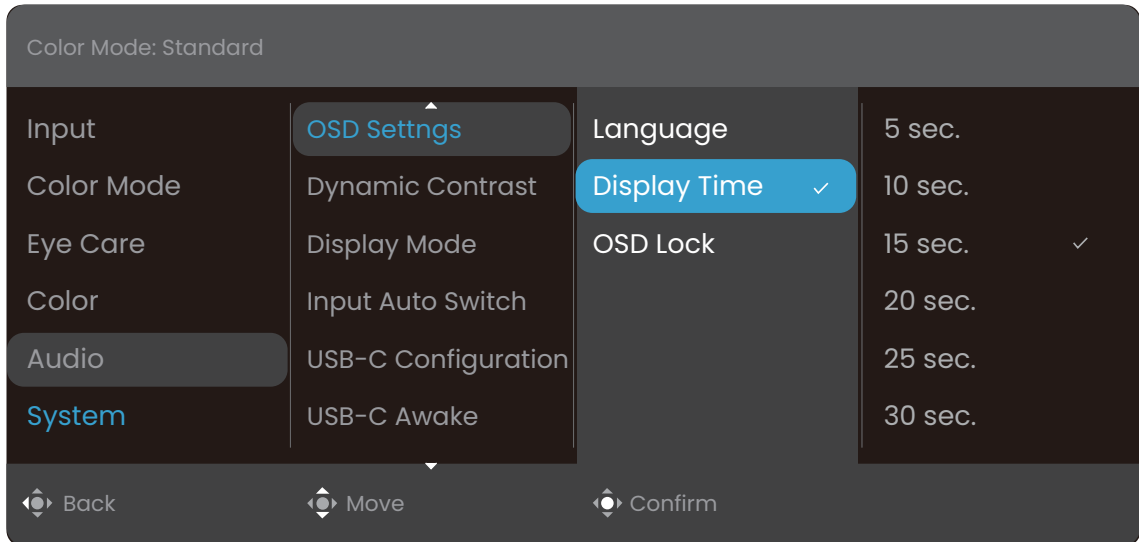 Color Mode: Standard
Input
Color Mode
Eye Care
Color
Audio
System
OSD Settngs
Dynamic Contrast
Display Mode
Input Auto Switch
USB-C Configuration
USB-C Awake
Language
Display Time
OSD Lock
5 sec.
10 sec.
15 sec.
20 sec.
25 sec.
30 sec.
Back
Move
Confirm